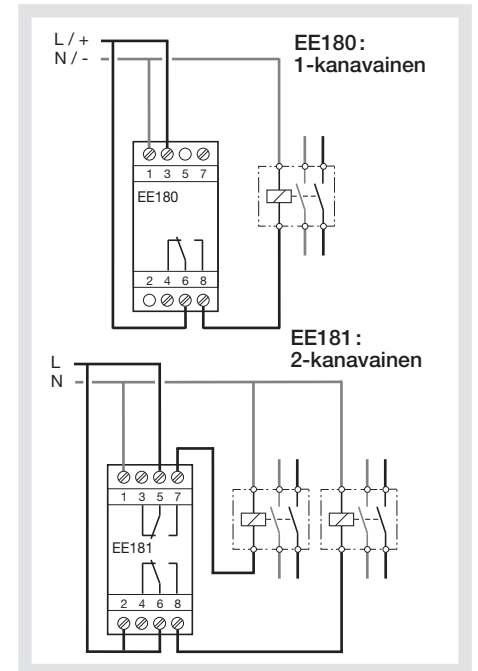 L / +
N / -
EE180 :
1-kanavainen
1 3 5 7
EE180
2 4 6 8
EE181 :
2-kanavainen
L
N
1 3 5 7
EE181
2 4 6 8